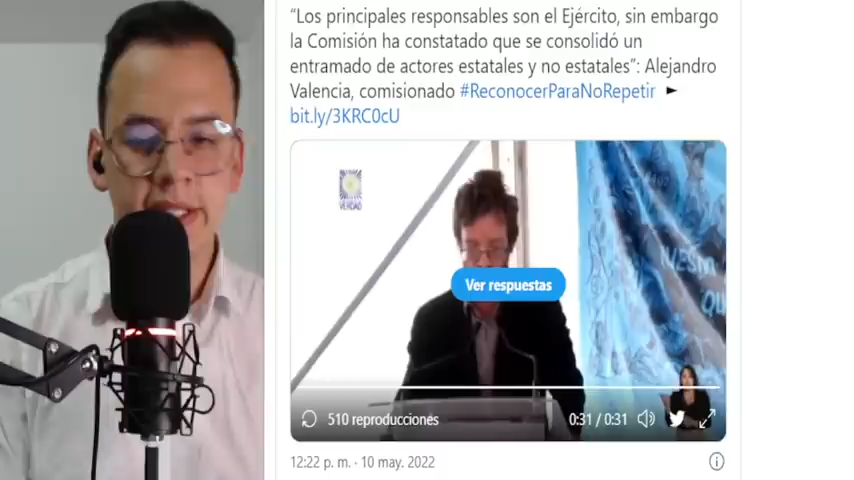 “Los principales responsables son el Ejército, sin embargo
la Comisión ha constatado que se consolidó un
entramado de actores estatales y no estatales”: Alejandro
Valencia, comisionado #ReconocerParaNoRepetir ►
bit.ly/3KRC0cU
VERDAD
Ver respuestas
510 reproducciones
0:31 / 0:31
12:22 p. m. · 10 may. 2022